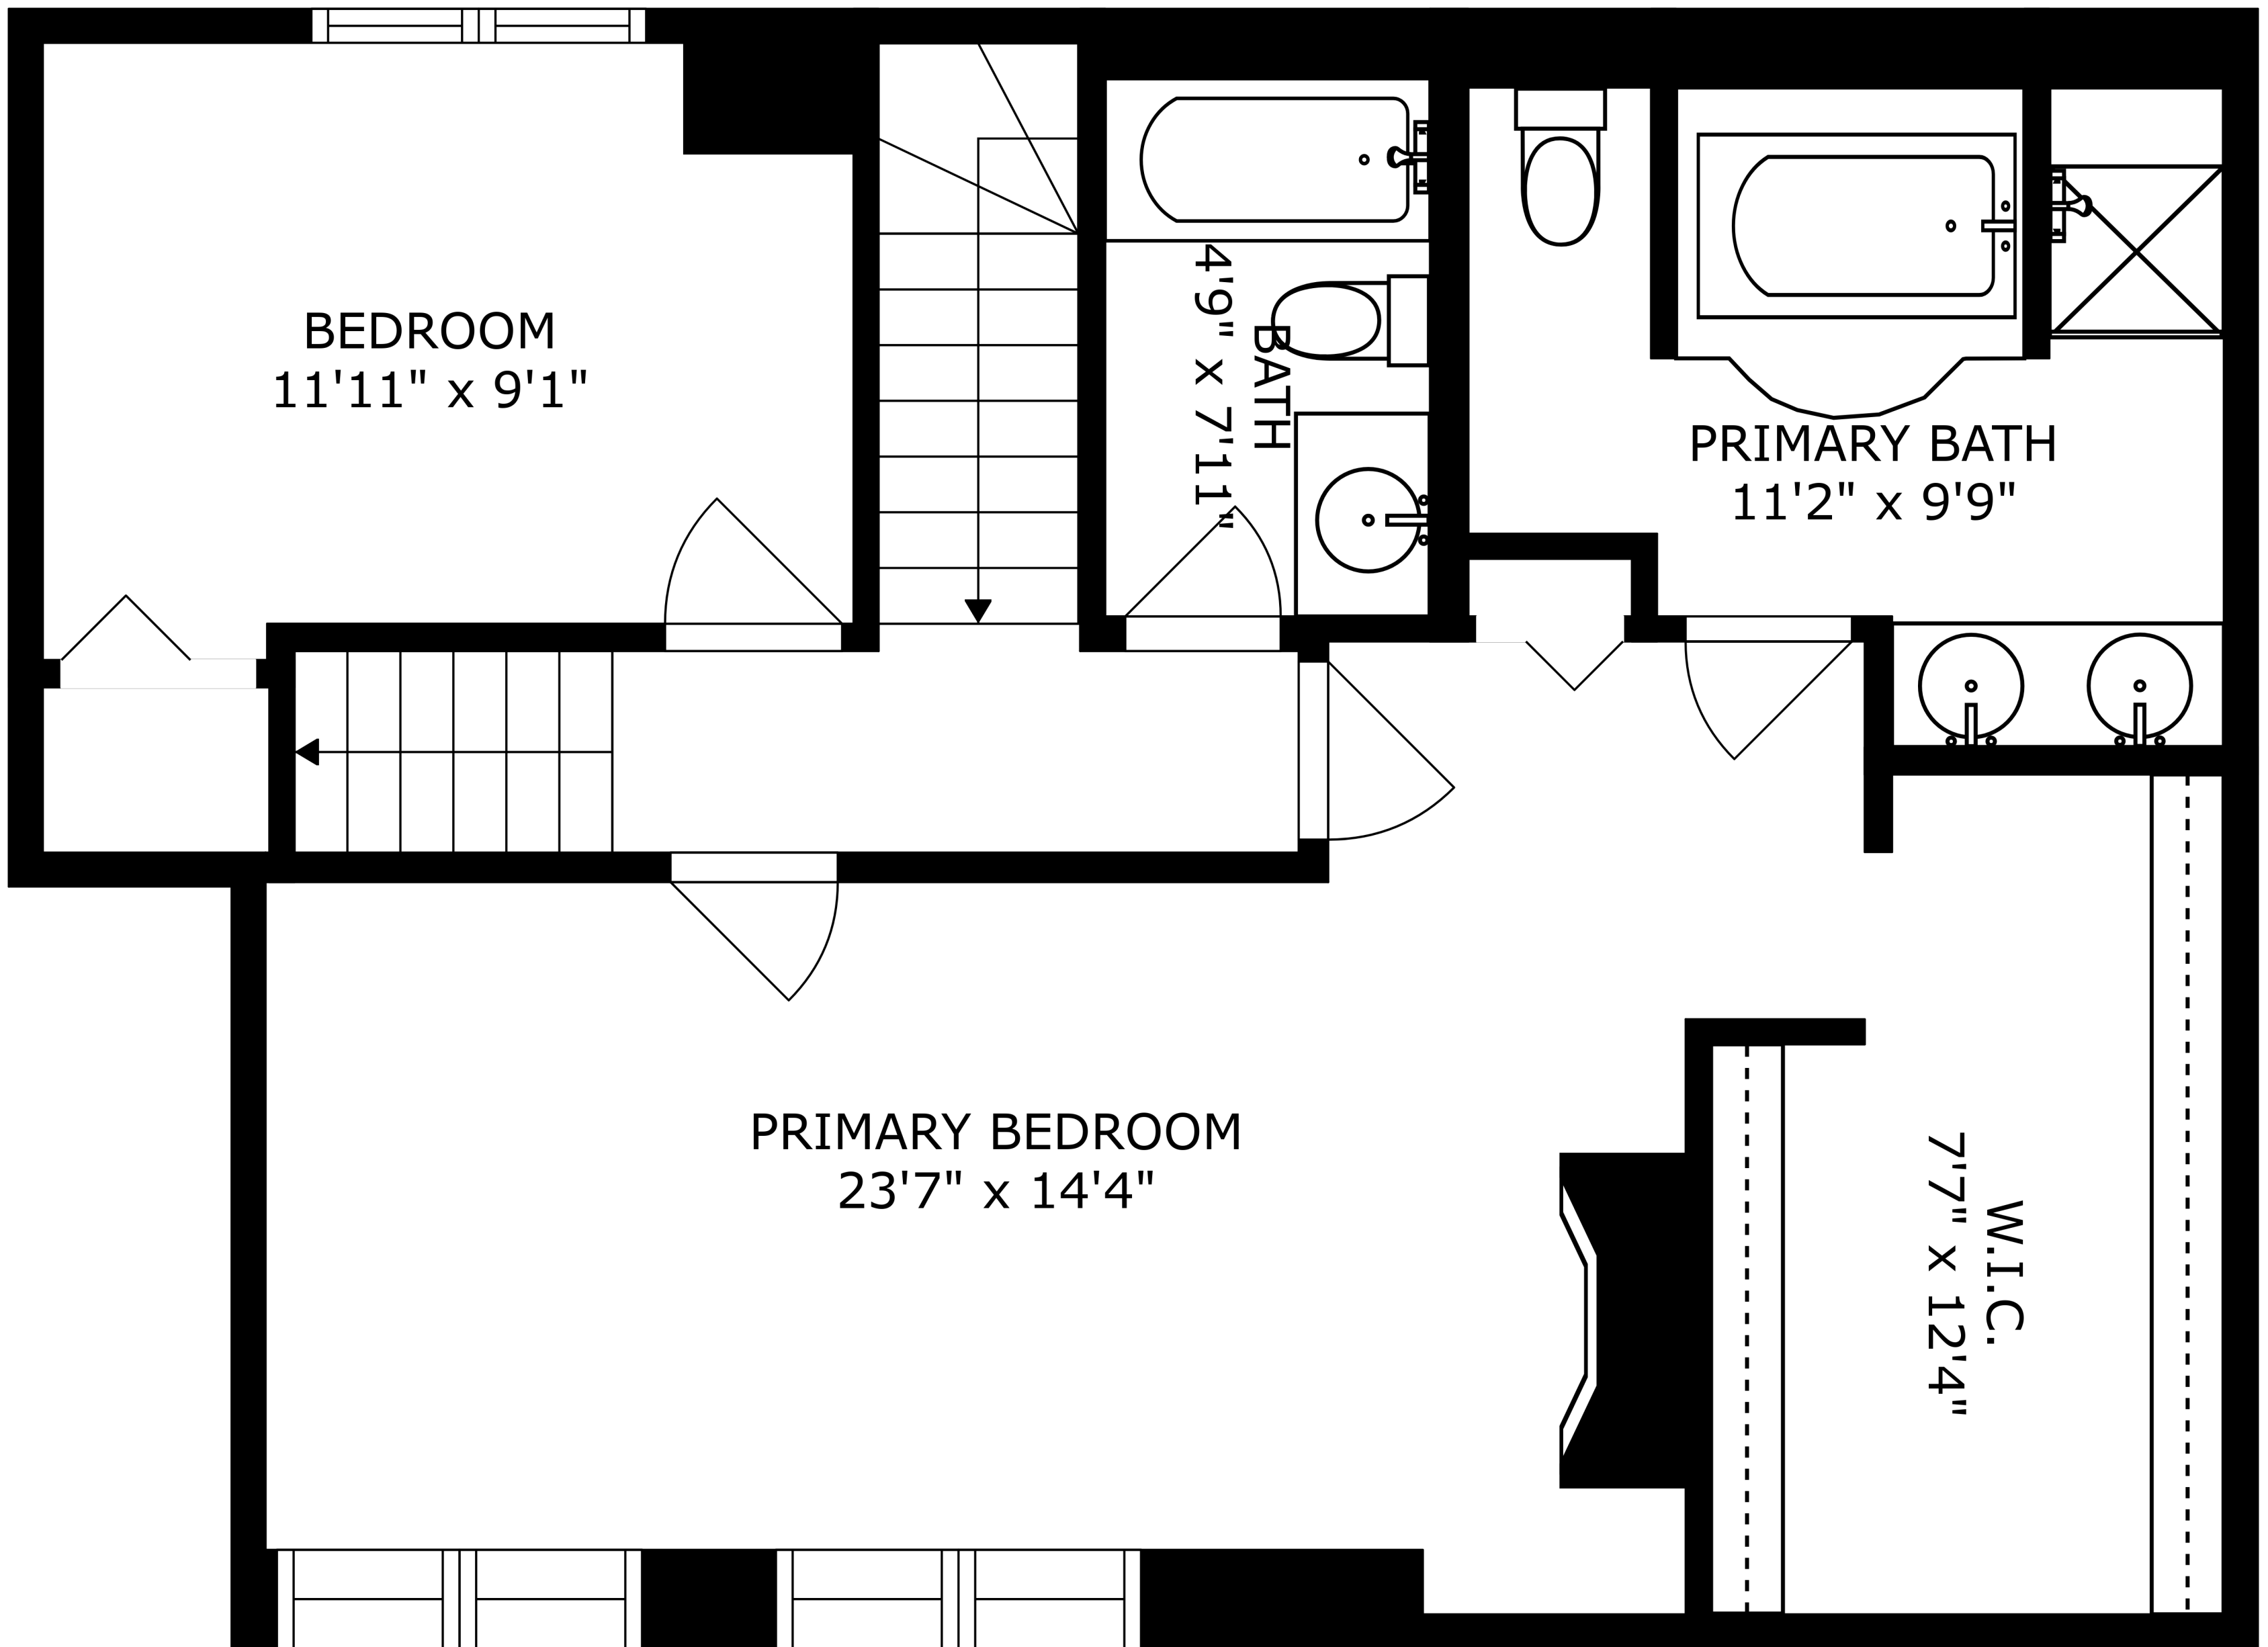 BEDROOM
11'11" x 9'1"
BATH
4'9" x 7'11"
PRIMARY BATH
11'2" x 9'9"
PRIMARY BEDROOM
23'7" x 14'4"
W.I.C.
7'7" x 12'4"